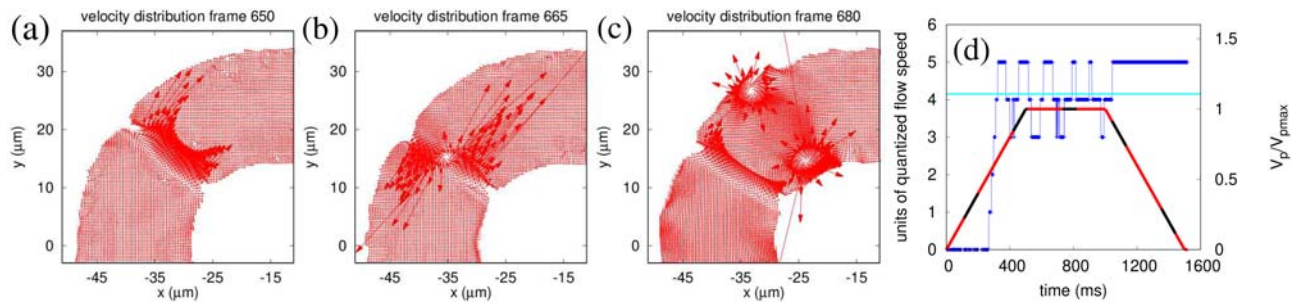 (a)
velocity distribution frame 650
y (μm)
30
20
10
0
-45
-35
-25
-15
x (μm)
(b)
velocity distribution frame 665
y (μm)
30
20
10
0
-45
-35
-25
-15
x (μm)
(c)
velocity distribution frame 680
y (μm)
30
20
10
0
-45
-35
-25
-15
x (μm)
(d)
units of quantized flow speed
6
5
4
3
2
1
0
0
400
800
1200
1600
time (ms)
1.5
1
0.5
0
Vp/Vpmax